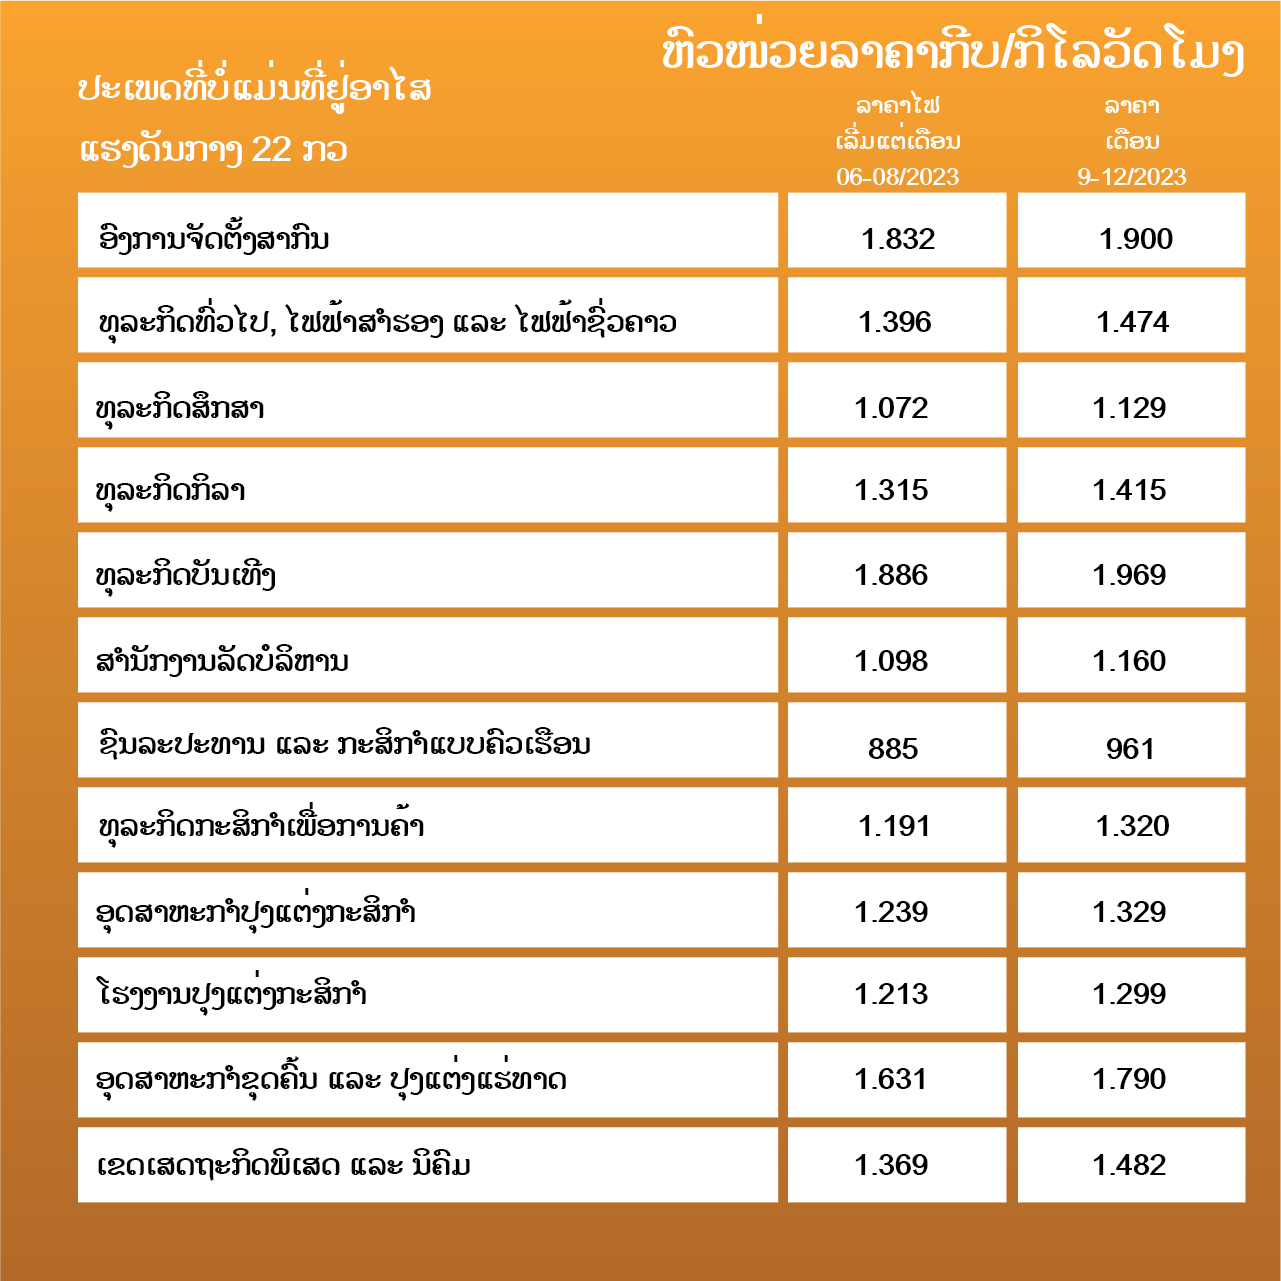 ຫົວໜ່ວຍລາຄາກີບ/ກິໂລວັດໂມງ
ປະເພດທີ່ບໍ່ແມ່ນທີ່ຢູ່ອາໄສ
ແຮງດັນກາງ 22 ກວ
ລາຄາໄຟ
ເລີ່ມແຕ່ເດືອນ
06-08/2023
ລາຄາ
ເດືອນ
9-12/2023
ອົງການຈັດຕັ້ງສາກົນ 1.832 1.900
ທຸລະກິດທົ່ວໄປ, ໄຟຟ້າສຳຮອງ ແລະ ໄຟຟ້າຊົ່ວຄາວ 1.396 1.474
ທຸລະກິດສຶກສາ 1.072 1.129
ທຸລະກິດກິລາ 1.315 1.415
ທຸລະກິດບັນເທີງ 1.886 1.969
ສຳນັກງານລັດບໍລິຫານ 1.098 1.160
ຊົນລະປະທານ ແລະ ກະສິກຳແບບຄົວເຮືອນ 885 961
ທຸລະກິດກະສິກຳເພື່ອການຄ້າ 1.191 1.320
ອຸດສາຫະກຳປຸງແຕ່ງກະສິກຳ 1.239 1.329
ໂຮງງານປຸງແຕ່ງກະສິກຳ 1.213 1.299
ອຸດສາຫະກຳຂຸດຄົ້ນ ແລະ ປຸງແຕ່ງແຮ່ທາດ 1.631 1.790
ເຂດເສດຖະກິດພິເສດ ແລະ ນິຄົມ 1.369 1.482